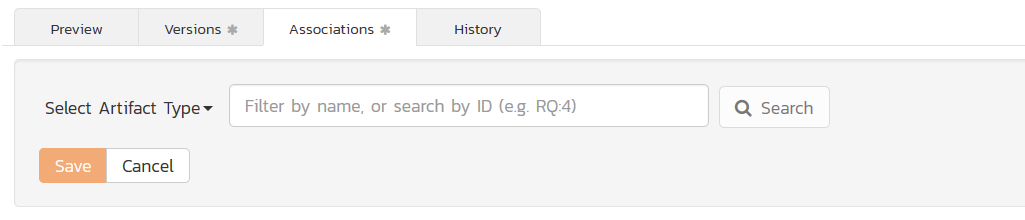 Preview Versions ✱ Associations ✱ History
Select Artifact Type Filter by name, or search by ID (e.g. RQ:4) Search
Save Cancel